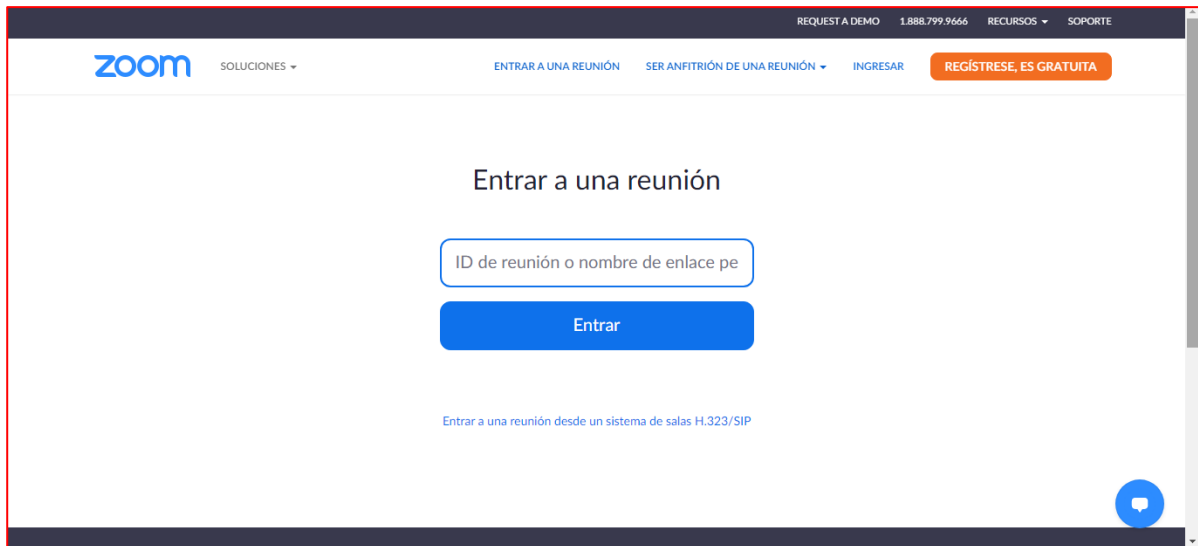 REQUEST A DEMO 1.888.799.9666 RECURSOS SOPORTE
zoom SOLUCIONES ENTRAR A UNA REUNIÓN SER ANFITRIÓN DE UNA REUNIÓN INGRESAR REGÍSTRESE, ES GRATUITA
Entrar a una reunión
ID de reunión o nombre de enlace pe
Entrar
Entrar a una reunión desde un sistema de salas H.323/SIP